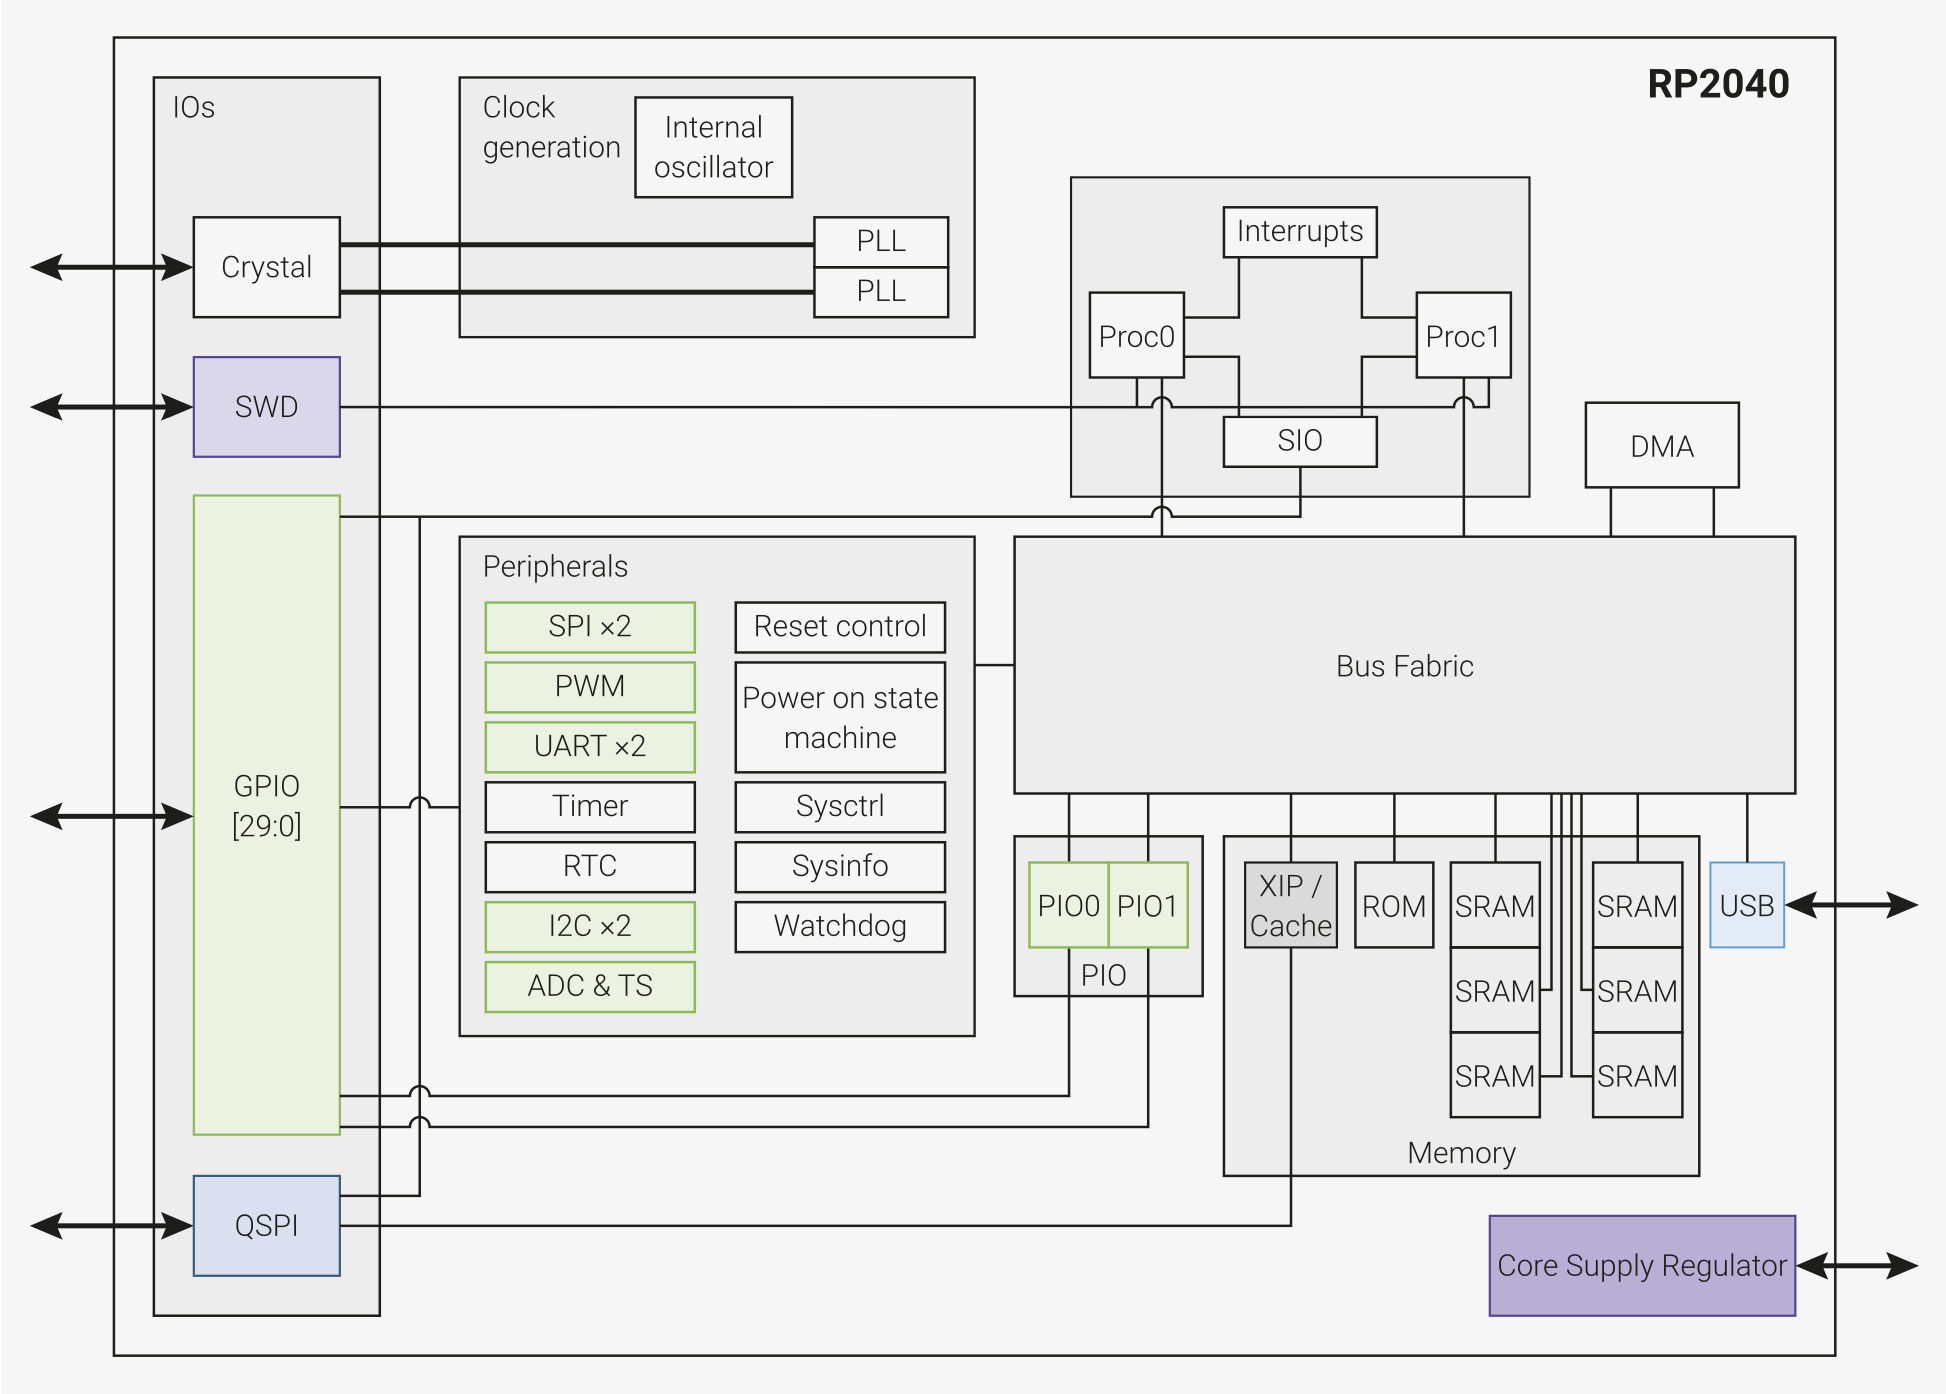 RP2040
IOs
Crystal
SWD
GPIO
[29:0]
QSPI
Clock
generation
Internal
oscillator
PLL
PLL
Interrupts
Proc0
Proc1
SIO
DMA
Peripherals
SPI ×2
PWM
UART ×2
Timer
RTC
I2C ×2
ADC & TS
Reset control
Power on state
machine
Sysctrl
Sysinfo
Watchdog
Bus Fabric
PIO0
PIO1
PIO
XIP /
Cache
ROM
SRAM
SRAM
SRAM
SRAM
SRAM
SRAM
Memory
USB
Core Supply Regulator